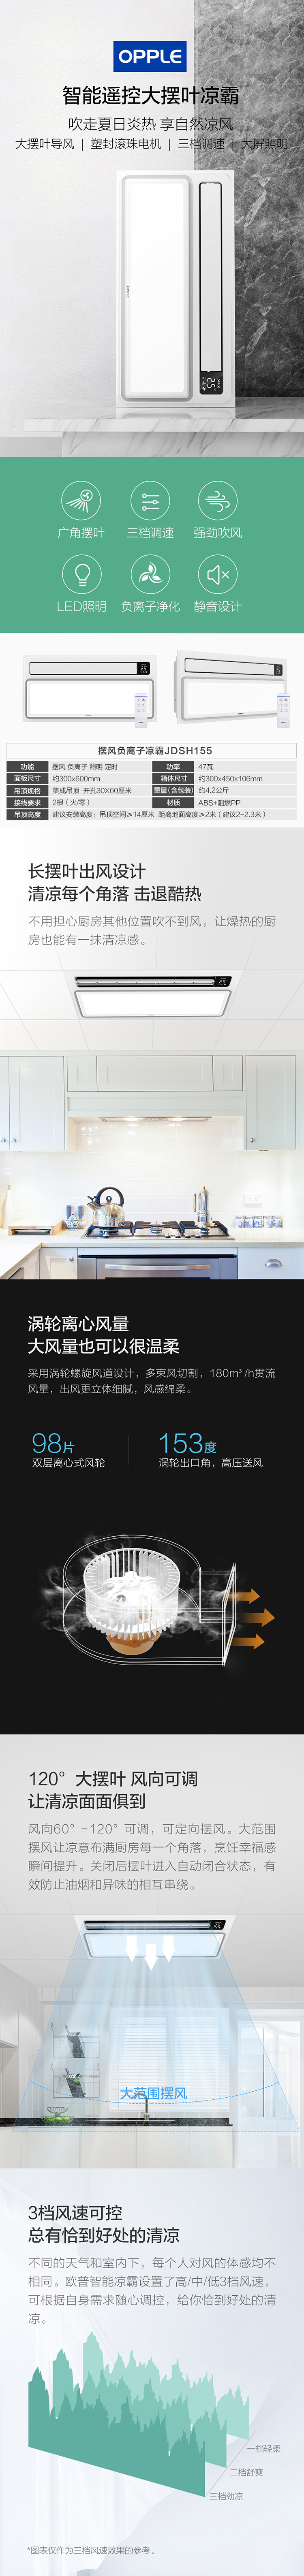 OPPLE
智能遥控大摆叶凉霸
吹走夏日炎热 享自然凉风
大摆叶导风 | 塑封滚珠电机 | 三档调速 | 大屏照明
广角摆叶 三档调速 强劲吹风
LED照明 负离子净化 静音设计
摆风负离子凉霸JDSH155
功能 摆风 负离子 照明 定时 功率 47瓦
面板尺寸 约300x600mm 箱体尺寸 约300x450x106mm
吊顶规格 集成吊顶 开孔30X60厘米 重量(含包装) 约4.2公斤
接线要求 2根（火/零） 材质 ABS+阻燃PP
吊顶高度 建议安装高度：吊顶空间≥14厘米 距离地面高度≥2米（建议2-2.3米）
长摆叶出风设计
清凉每个角落 击退酷热
不用担心厨房其他位置吹不到风，让燥热的厨
房也能有一抹清凉感。
涡轮离心风量
大风量也可以很温柔
采用涡轮螺旋风道设计，多束风切割，180m³/h贯流
风量，出风更立体细腻，风感绵柔。
98片 153度
双层离心式风轮 涡轮出口角，高压送风
120° 大摆叶 风向可调
让清凉面面俱到
风向60° -120° 可调，可定向摆风。大范围
摆风让凉意布满厨房每一个角落，烹饪幸福感
瞬间提升。关闭后摆叶进入自动闭合状态，有
效防止油烟和异味的相互串绕。
大范围摆风
3档风速可控
总有恰到好处的清凉
不同的天气和室内下，每个人对风的体感均不
相同。欧普智能凉霸设置了高/中/低3档风速，
可根据自身需求随心调控，给你恰到好处的清
凉。
一档轻柔
二档舒爽
三档劲凉
*图表仅作为三档风速效果的参考。